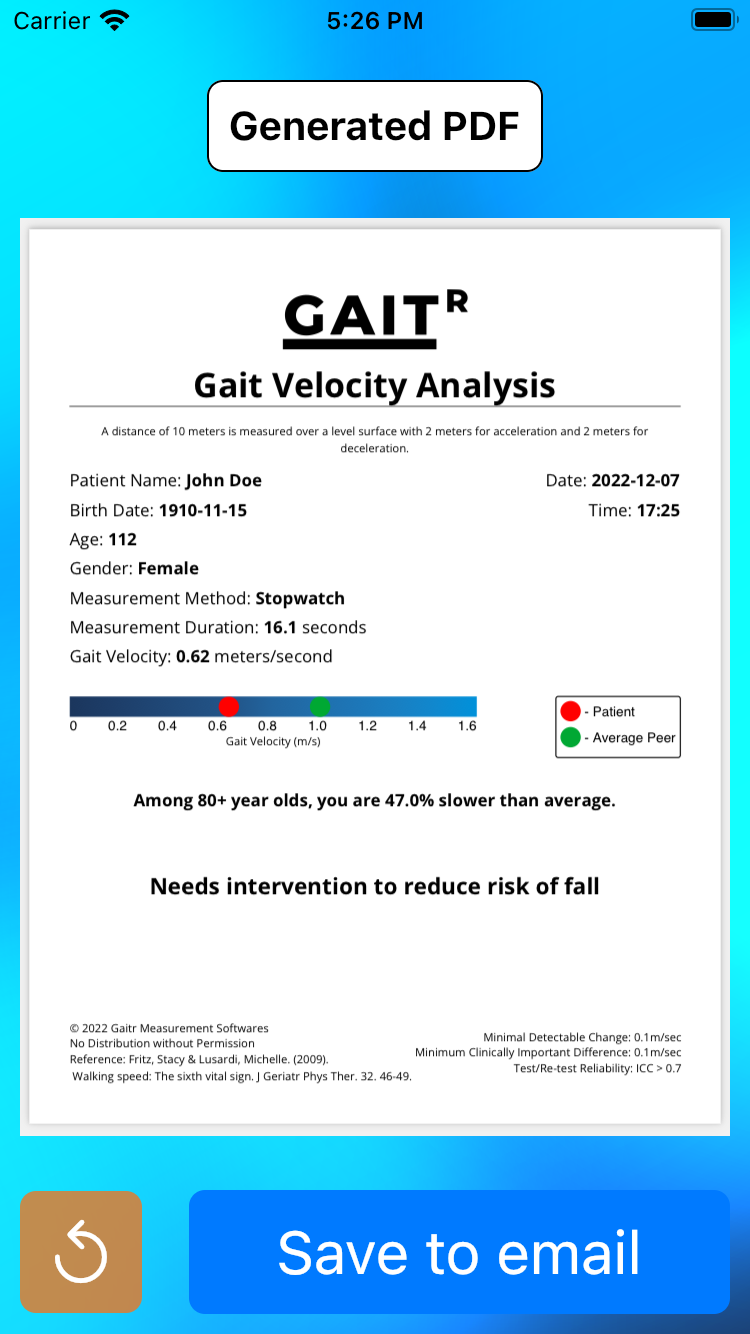 Carrier 5:26 PM
Generated PDF
GAITR
Gait Velocity Analysis
A distance of 10 meters is measured over a level surface with 2 meters for acceleration and 2 meters for
deceleration.
Patient Name: John Doe Date: 2022-12-07
Birth Date: 1910-11-15 Time: 17:25
Age: 112
Gender: Female
Measurement Method: Stopwatch
Measurement Duration: 16.1 seconds
Gait Velocity: 0.62 meters/second
0 0.2 0.4 0.6 0.8 1.0 1.2 1.4 1.6
Gait Velocity (m/s)
- Patient
- Average Peer
Among 80+ year olds, you are 47.0% slower than average.
Needs intervention to reduce risk of fall
© 2022 Gaitr Measurement Softwares
No Distribution without Permission
Reference: Fritz, Stacy & Lusardi, Michelle. (2009).
Walking speed: The sixth vital sign. J Geriatr Phys Ther. 32. 46-49.
Minimal Detectable Change: 0.1m/sec
Minimum Clinically Important Difference: 0.1m/sec
Test/Re-test Reliability: ICC > 0.7
Save to email